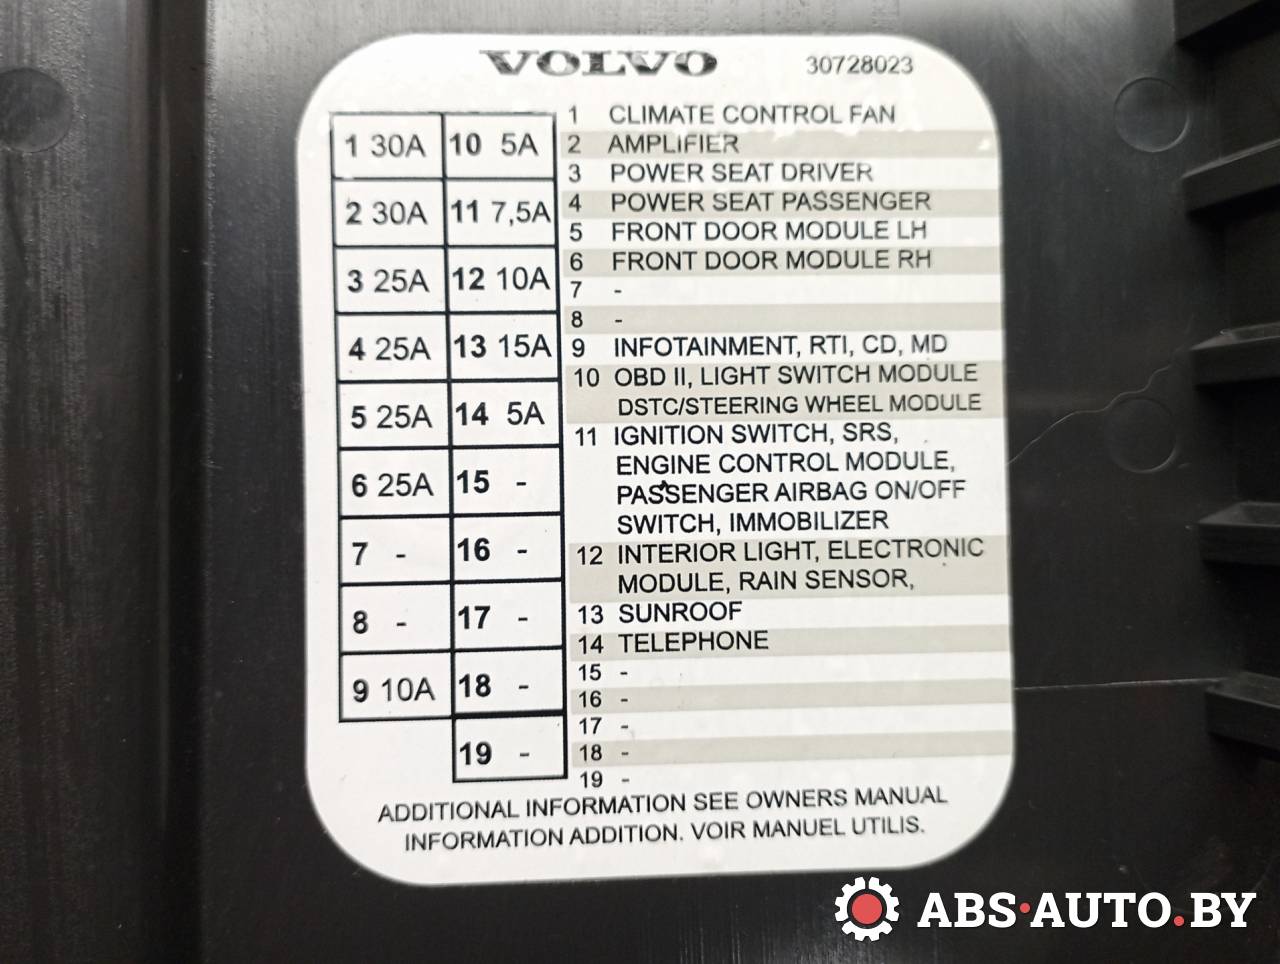 VOLVO 30728023
1 30A 10 5A
2 30A 11 7,5A
3 25A 12 10A
4 25A 13 15A
5 25A 14 5A
6 25A 15 -
7 - 16 -
8 - 17 -
9 10A 18 -
19 -
1 CLIMATE CONTROL FAN
2 AMPLIFIER
3 POWER SEAT DRIVER
4 POWER SEAT PASSENGER
5 FRONT DOOR MODULE LH
6 FRONT DOOR MODULE RH
7 -
8 -
9 INFOTAINMENT, RTI, CD, MD
10 OBD II, LIGHT SWITCH MODULE
DSTC/STEERING WHEEL MODULE
11 IGNITION SWITCH, SRS,
ENGINE CONTROL MODULE,
PASSENGER AIRBAG ON/OFF
SWITCH, IMMOBILIZER
12 INTERIOR LIGHT, ELECTRONIC
MODULE, RAIN SENSOR,
13 SUNROOF
14 TELEPHONE
15 -
16 -
17 -
18 -
19 -
ADDITIONAL INFORMATION SEE OWNERS MANUAL
INFORMATION ADDITION. VOIR MANUEL UTILIS.
ABS·AUTO.BY